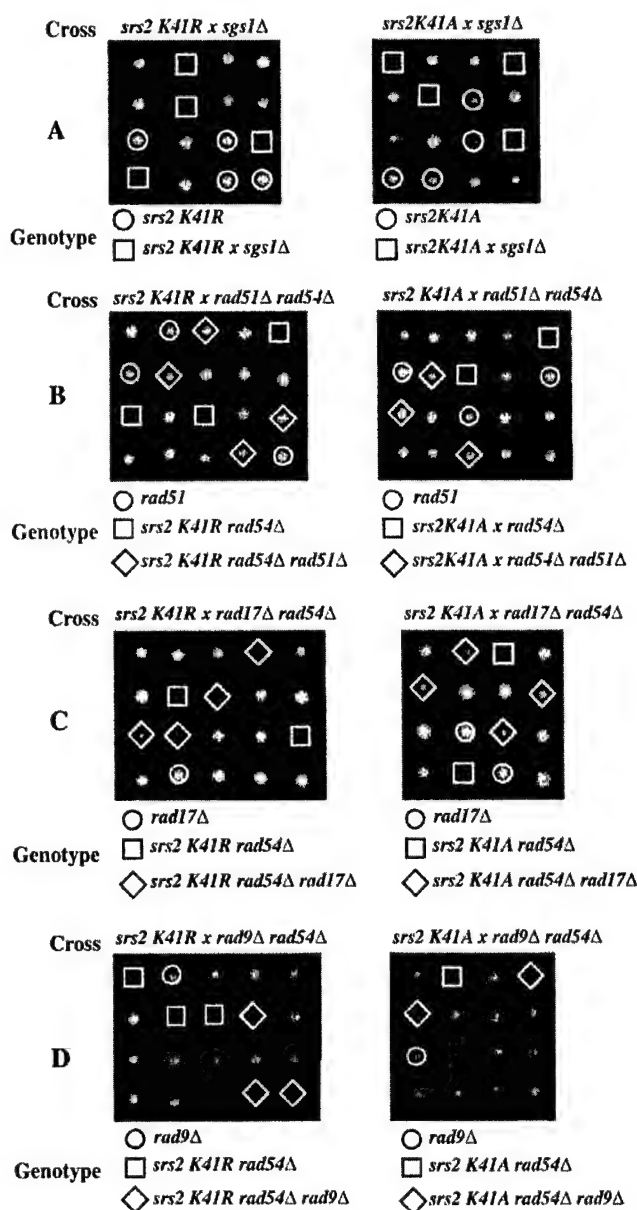 Cross srs2 K41R x sgs1Δ srs2K41A x sgs1Δ
A
Genotype
srs2 K41R srs2K41A
srs2 K41R x sgs1Δ srs2K41A x sgs1Δ
Cross srs2 K41R x rad51Δ rad54Δ srs2 K41A x rad51Δ rad54Δ
B
rad51 rad51
Genotype srs2 K41R rad54Δ srs2K41A x rad54Δ
srs2 K41R rad54Δ rad51Δ srs2K41A x rad54Δ rad51Δ
Cross srs2 K41R x rad17Δ rad54Δ srs2 K41A x rad17Δ rad54Δ
C
rad17Δ rad17Δ
Genotype srs2 K41R rad54Δ srs2 K41A rad54Δ
srs2 K41R rad54Δ rad17Δ srs2 K41A rad54Δ rad17Δ
Cross srs2 K41R x rad9Δ rad54Δ srs2 K41A x rad9Δ rad54Δ
D
rad9Δ rad9Δ
Genotype srs2 K41R rad54Δ srs2 K41A rad54Δ
srs2 K41R rad54Δ rad9Δ srs2 K41A rad54Δ rad9Δ